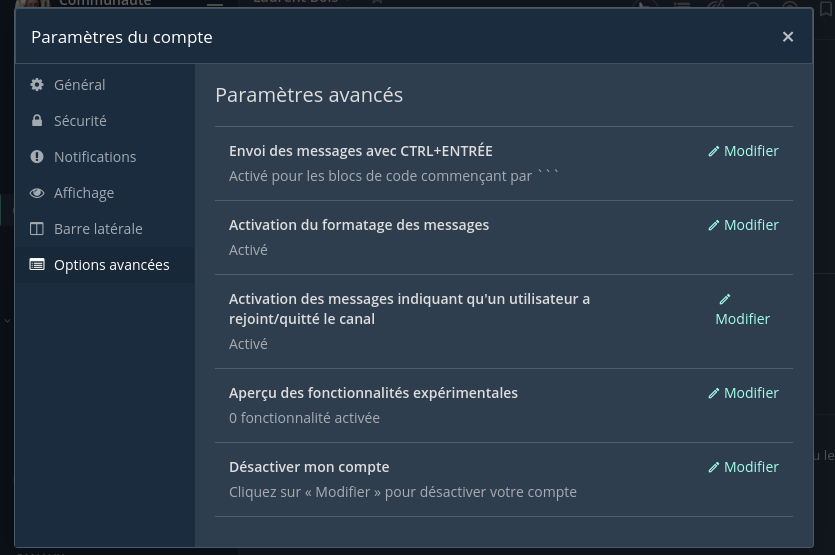 Communauté
Laurent Bois
Paramètres du compte
×
Général
Sécurité
Notifications
Affichage
Barre latérale
Options avancées
Paramètres avancés
Envoi des messages avec CTRL+ENTRÉE
Modifier
Activé pour les blocs de code commençant par ```
Activation du formatage des messages
Modifier
Activé
Activation des messages indiquant qu'un utilisateur a
rejoint/quitté le canal
Modifier
Activé
Aperçu des fonctionnalités expérimentales
Modifier
0 fonctionnalité activée
Désactiver mon compte
Modifier
Cliquez sur « Modifier » pour désactiver votre compte